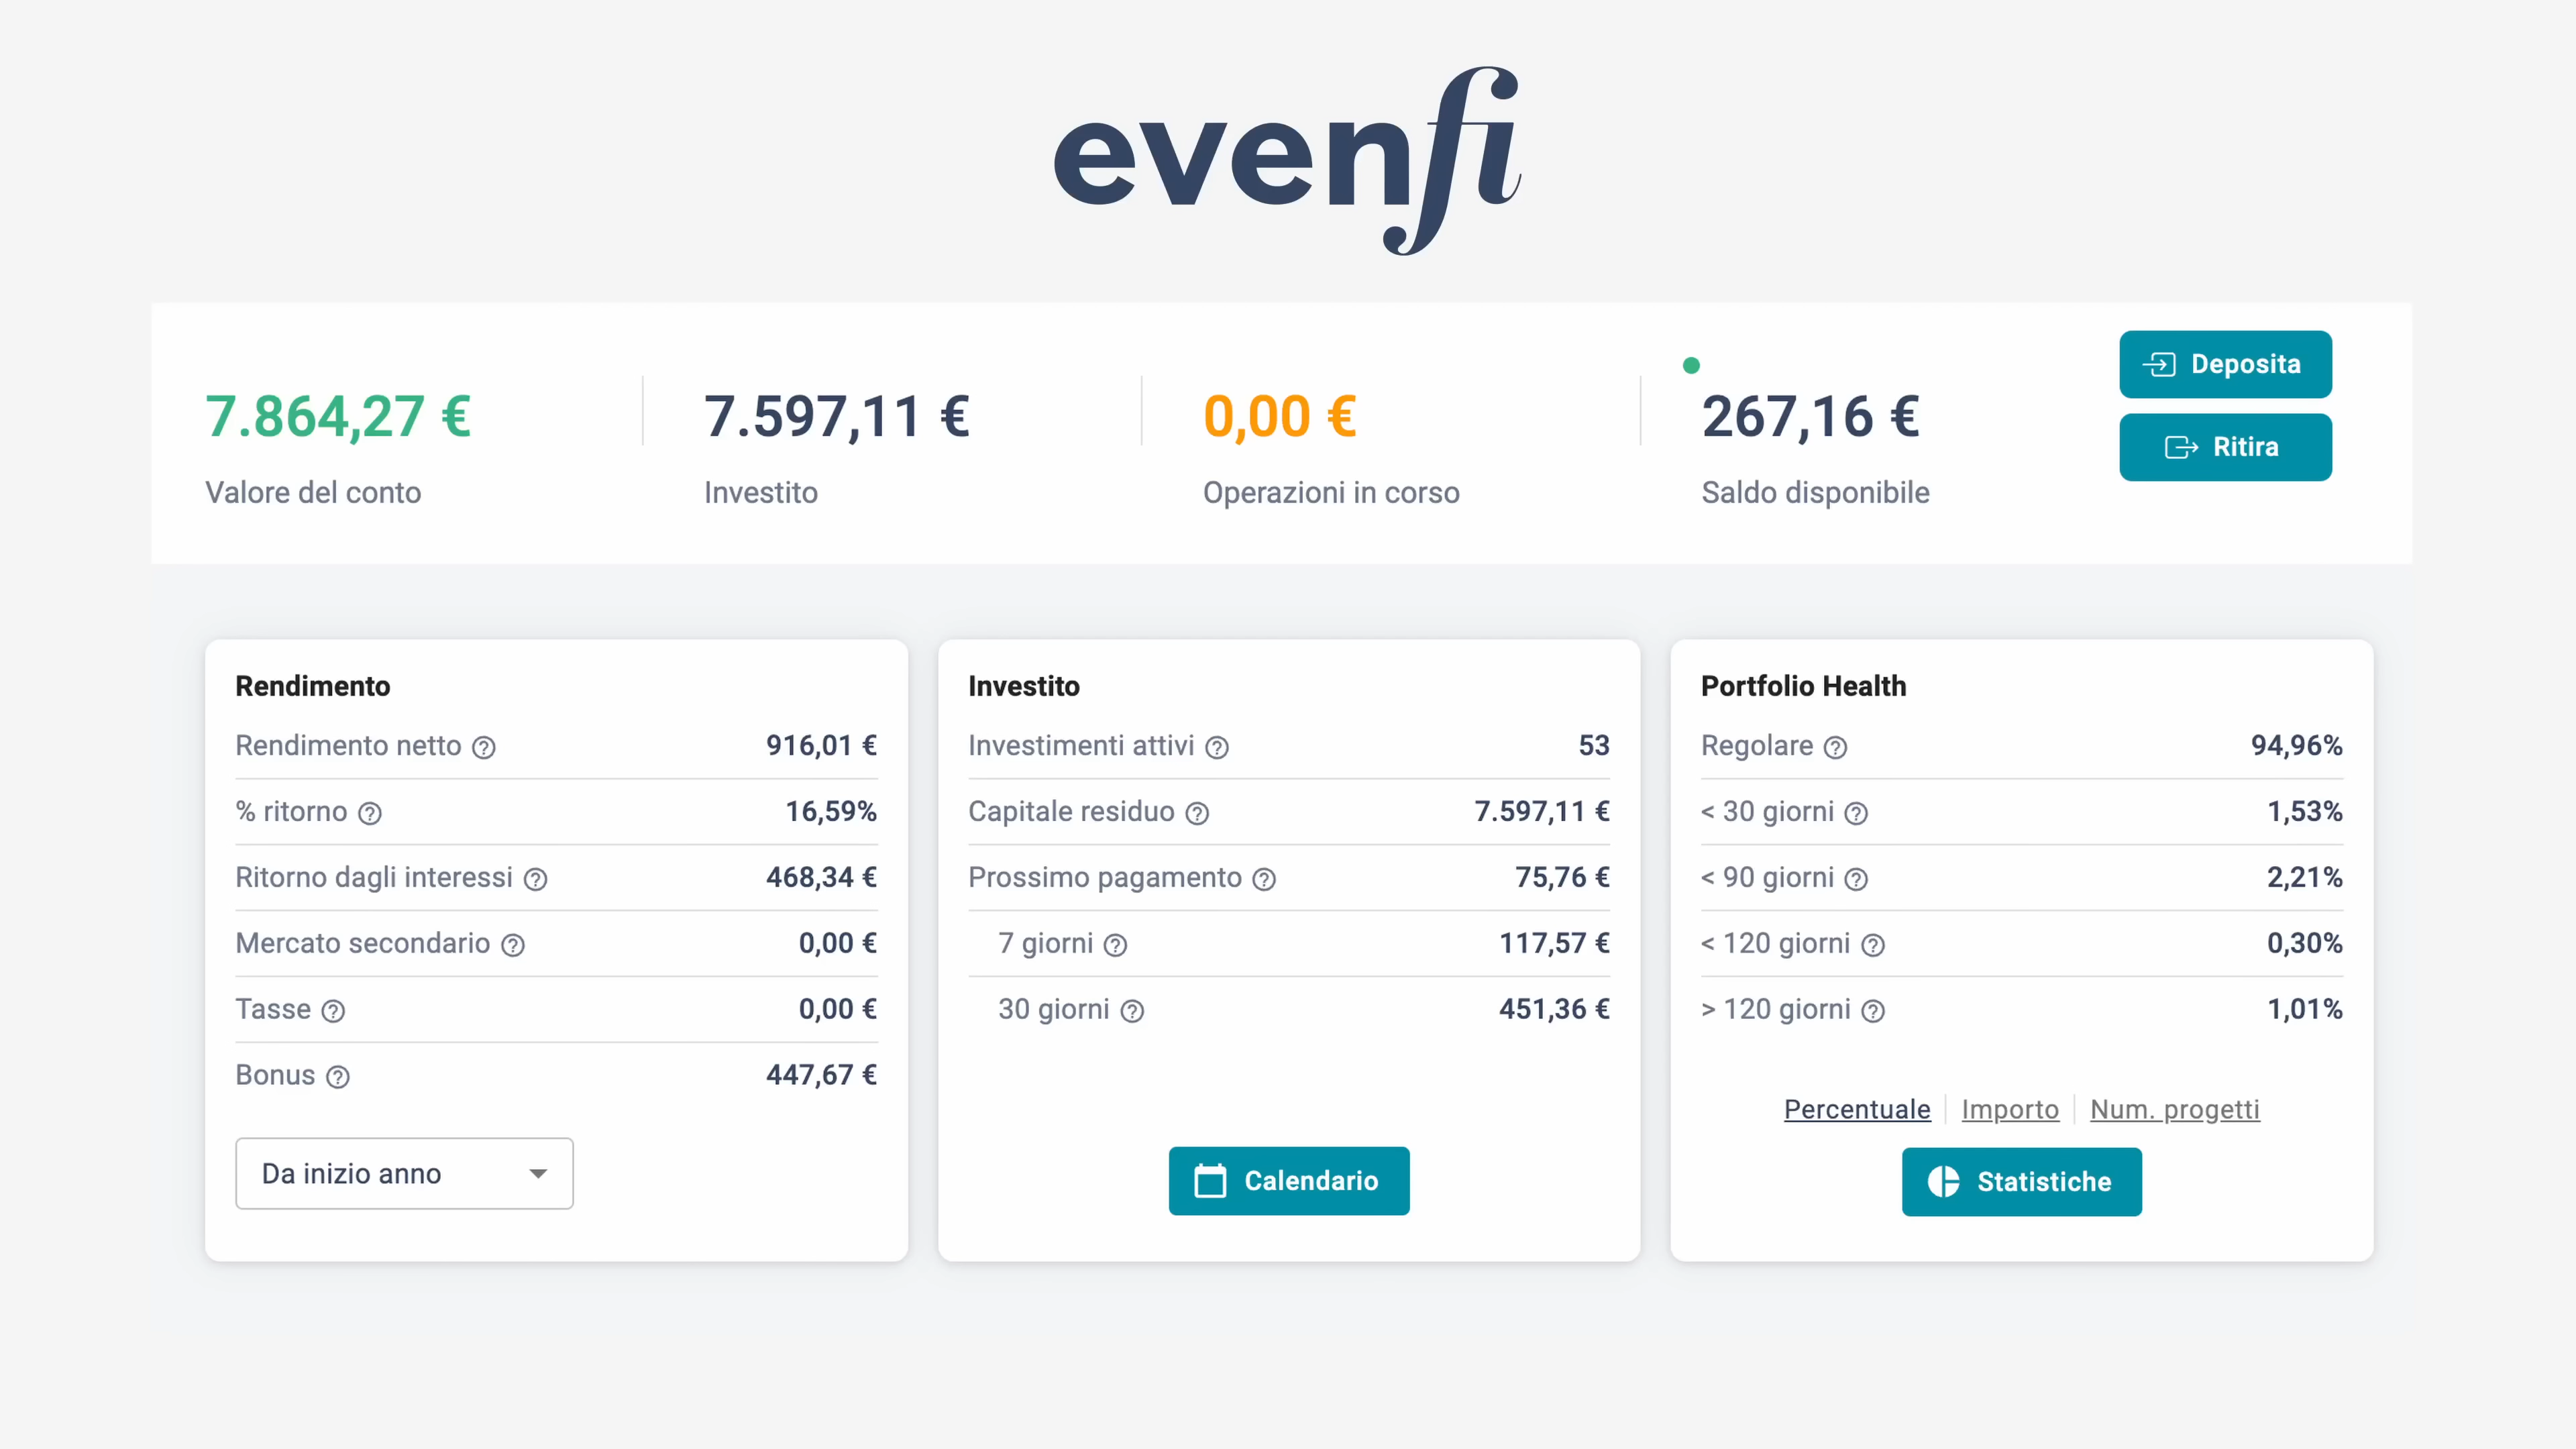 evenfi
7.864,27 €
Valore del conto
7.597,11 €
Investito
0,00 €
Operazioni in corso
267,16 €
Saldo disponibile
Deposita
Ritira
Rendimento
Rendimento netto 916,01 €
% ritorno 16,59%
Ritorno dagli interessi 468,34 €
Mercato secondario 0,00 €
Tasse 0,00 €
Bonus 447,67 €
Da inizio anno
Investito
Investimenti attivi 53
Capitale residuo 7.597,11 €
Prossimo pagamento 75,76 €
7 giorni 117,57 €
30 giorni 451,36 €
Calendario
Portfolio Health
Regolare 94,96%
< 30 giorni 1,53%
< 90 giorni 2,21%
< 120 giorni 0,30%
> 120 giorni 1,01%
Percentuale Importo Num. progetti
Statistiche